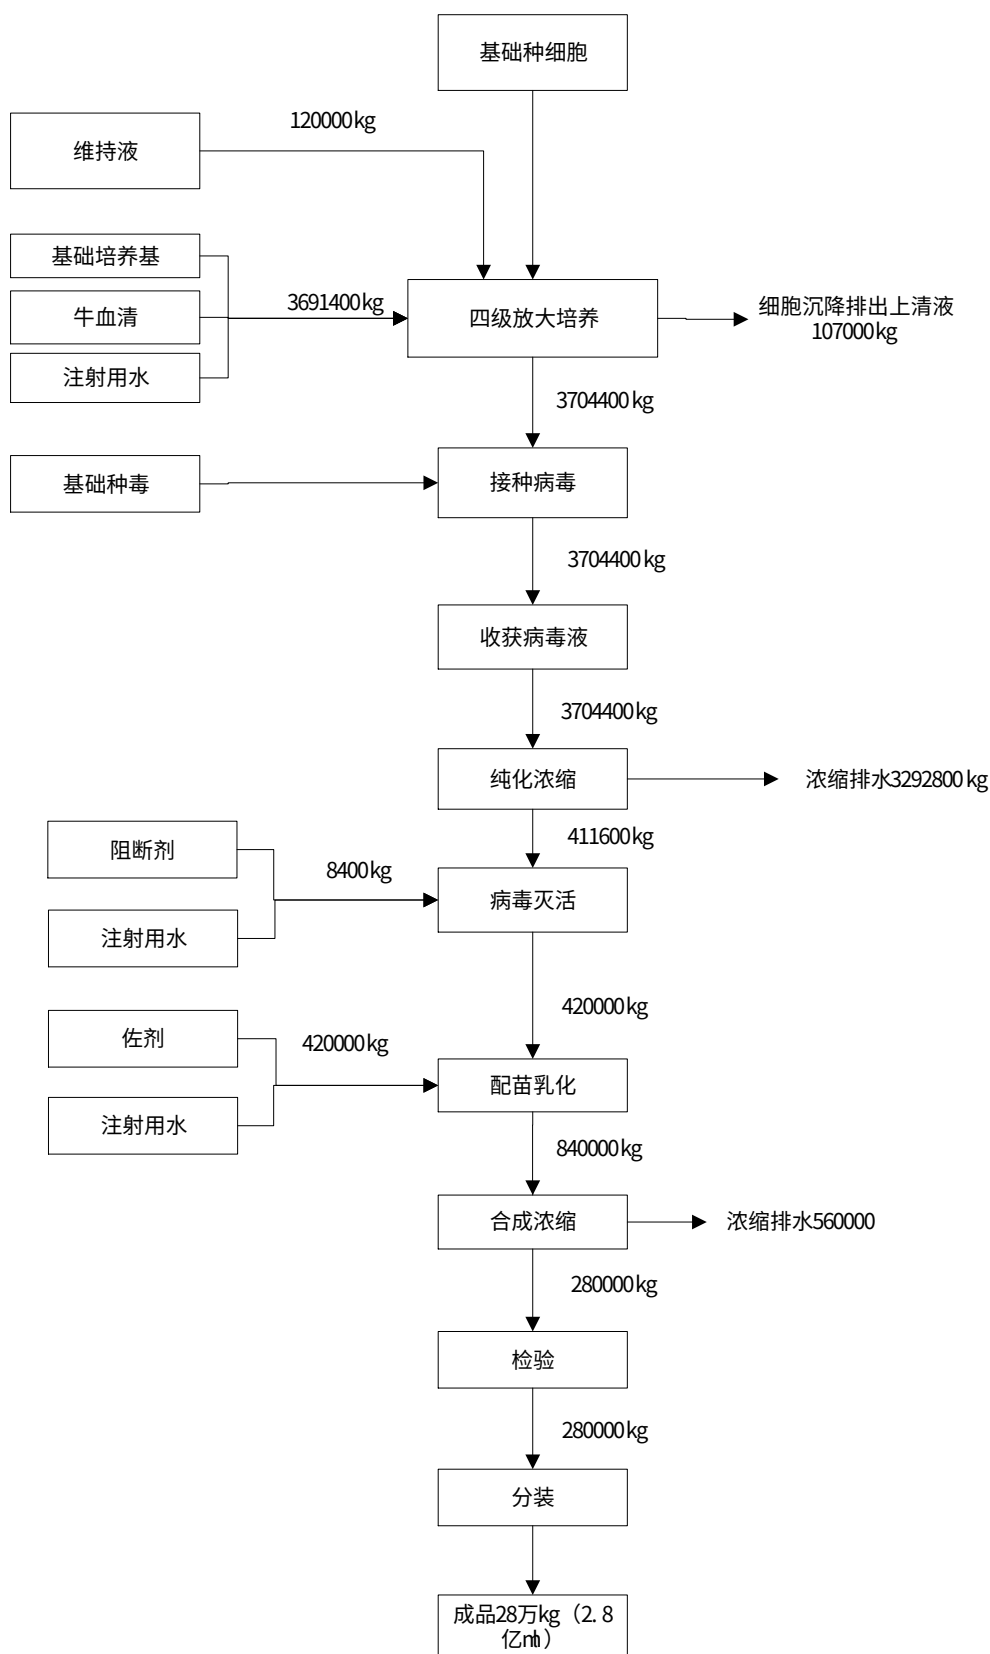 基础种细胞
120000kg
维持液
基础培养基
牛血清
注射用水
3691400kg
四级放大培养
细胞沉降排出上清液
107000kg
3704400kg
基础种毒
接种病毒
3704400kg
收获病毒液
3704400kg
纯化浓缩
浓缩排水3292800kg
411600kg
阻断剂
注射用水
8400kg
病毒灭活
420000kg
佐剂
注射用水
420000kg
配苗乳化
840000kg
合成浓缩
浓缩排水560000
280000kg
检验
280000kg
分装
成品28万kg（2.8
亿ml）